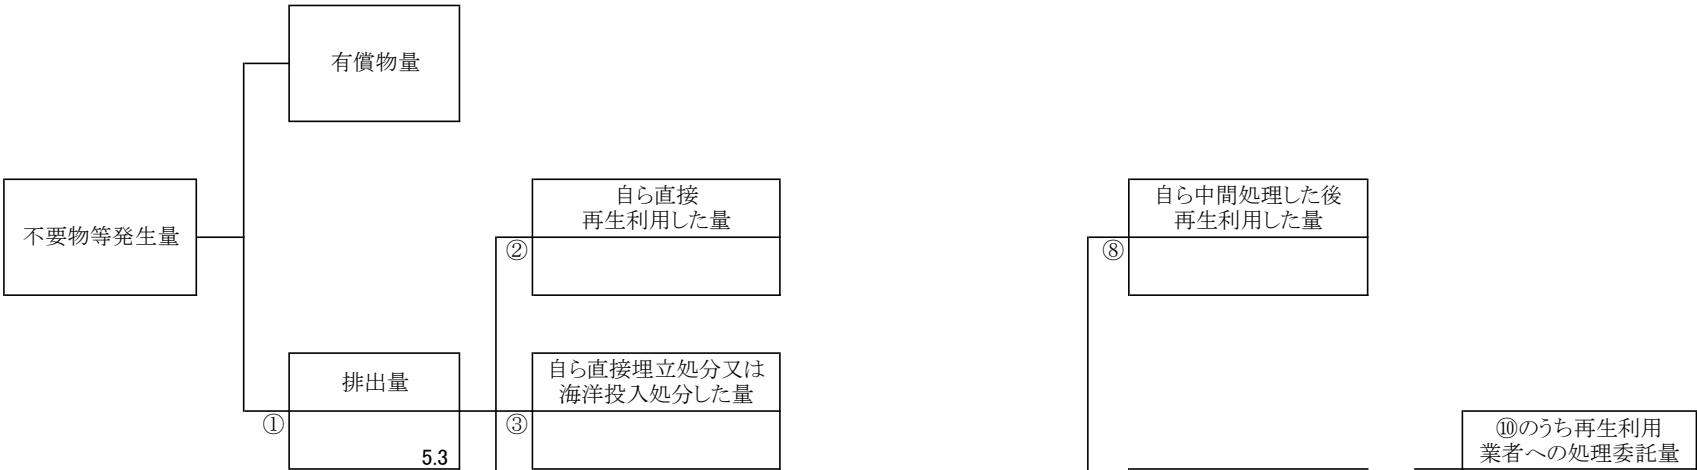 有償物量
不要物等発生量
自ら直接
再生利用した量
②
自ら中間処理した後
再生利用した量
⑧
排出量
①
5.3
自ら直接埋立処分又は
海洋投入処分した量
③
⑩のうち再生利用
業者への処理委託量